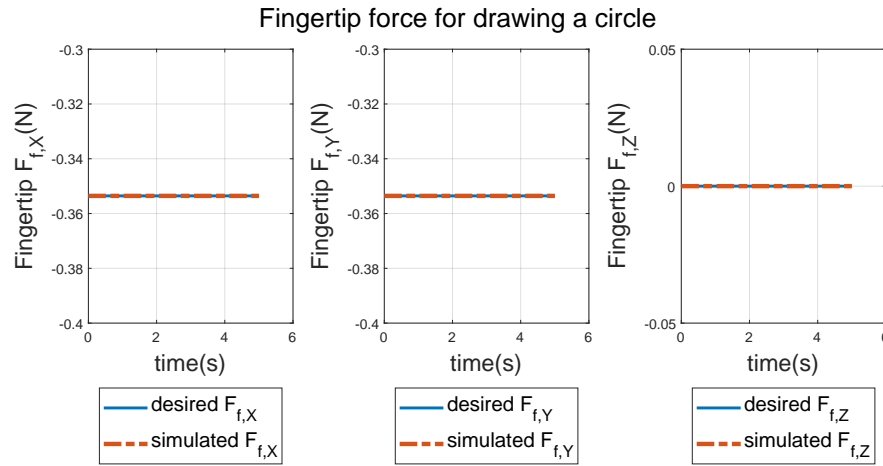 Fingertip force for drawing a circle
Fingertip F_{f,X}(N)
-0.3
-0.32
-0.34
-0.36
-0.38
-0.4
0
2
4
6
time(s)
desired F_{f,X}
simulated F_{f,X}
Fingertip F_{f,Y}(N)
-0.3
-0.32
-0.34
-0.36
-0.38
-0.4
0
2
4
6
time(s)
desired F_{f,Y}
simulated F_{f,Y}
Fingertip F_{f,Z}(N)
0.05
0
-0.05
0
2
4
6
time(s)
desired F_{f,Z}
simulated F_{f,Z}